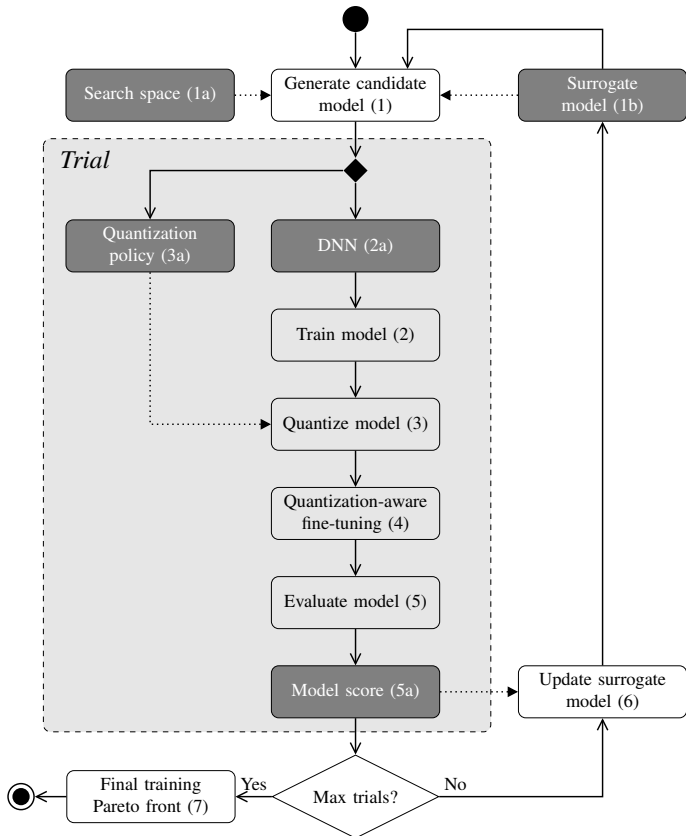 Search space (1a)
Generate candidate
model (1)
Surrogate
model (1b)
Trial
Quantization
policy (3a)
DNN (2a)
Train model (2)
Quantize model (3)
Quantization-aware
fine-tuning (4)
Evaluate model (5)
Model score (5a)
Update surrogate
model (6)
Final training
Pareto front (7)
Yes
Max trials?
No